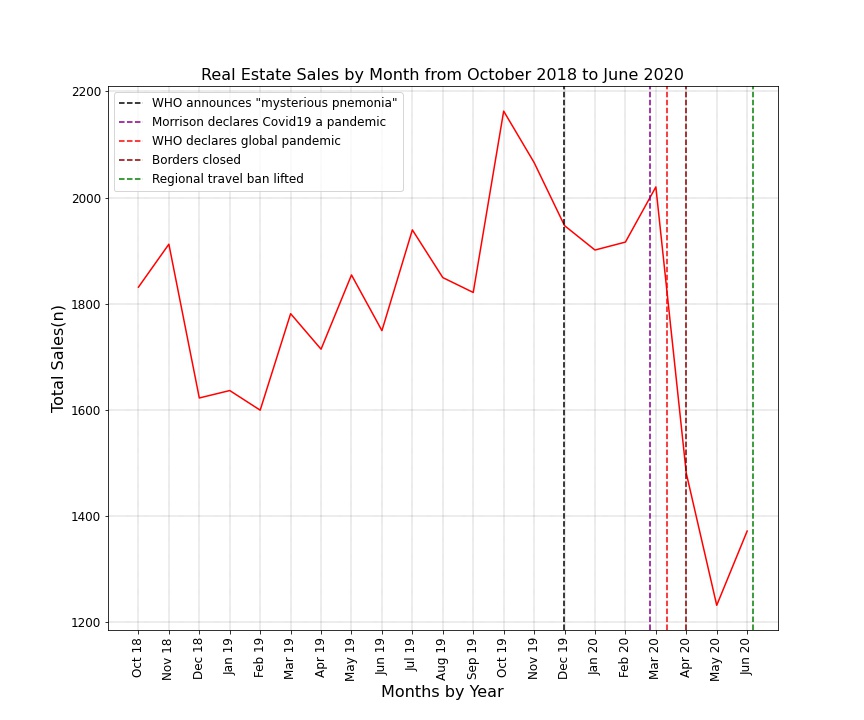 Real Estate Sales by Month from October 2018 to June 2020
2200
2000
1800
1600
1400
1200
Total Sales(n)
WHO announces "mysterious pnemonia"
Morrison declares Covid19 a pandemic
WHO declares global pandemic
Borders closed
Regional travel ban lifted
Oct 18
Nov 18
Dec 18
Jan 19
Feb 19
Mar 19
Apr 19
May 19
Jun 19
Jul 19
Aug 19
Sep 19
Oct 19
Nov 19
Dec 19
Jan 20
Feb 20
Mar 20
Apr 20
May 20
Jun 20
Months by Year